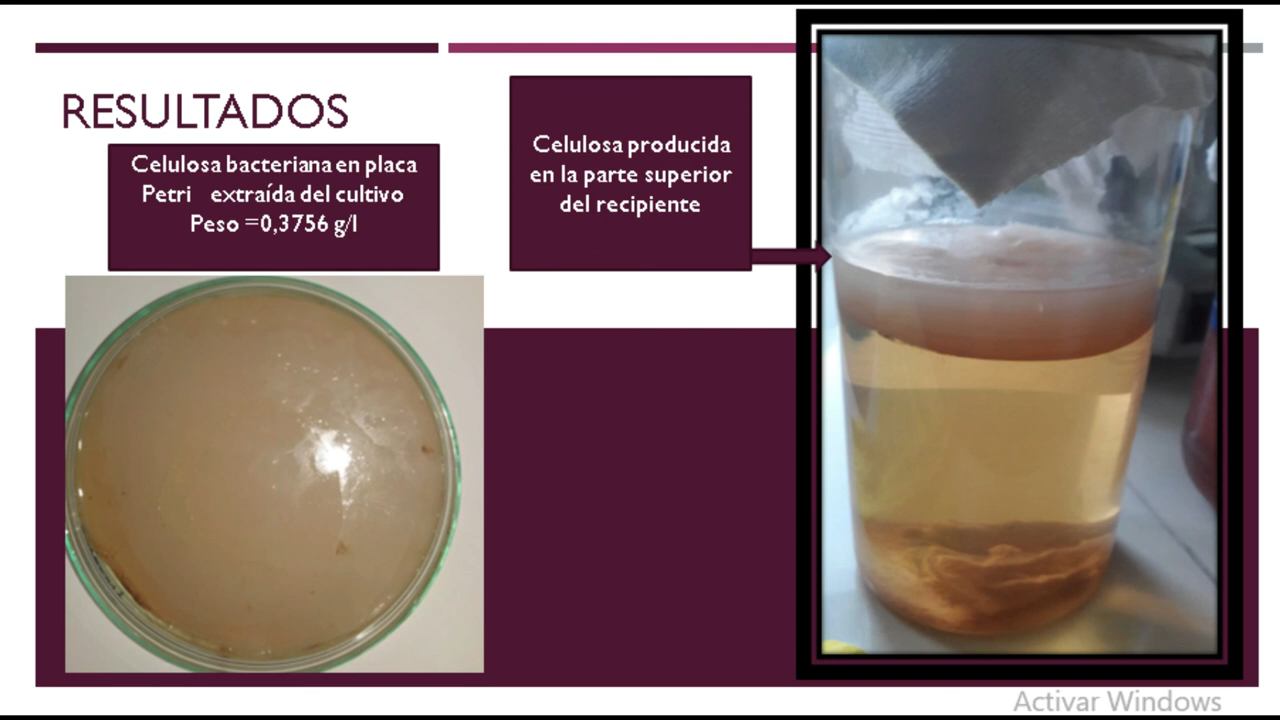 RESULTADOS
Celulosa bacteriana en placa
Petri extraída del cultivo
Peso =0,3756 g/l
Celulosa producida
en la parte superior
del recipiente
Activar Windows